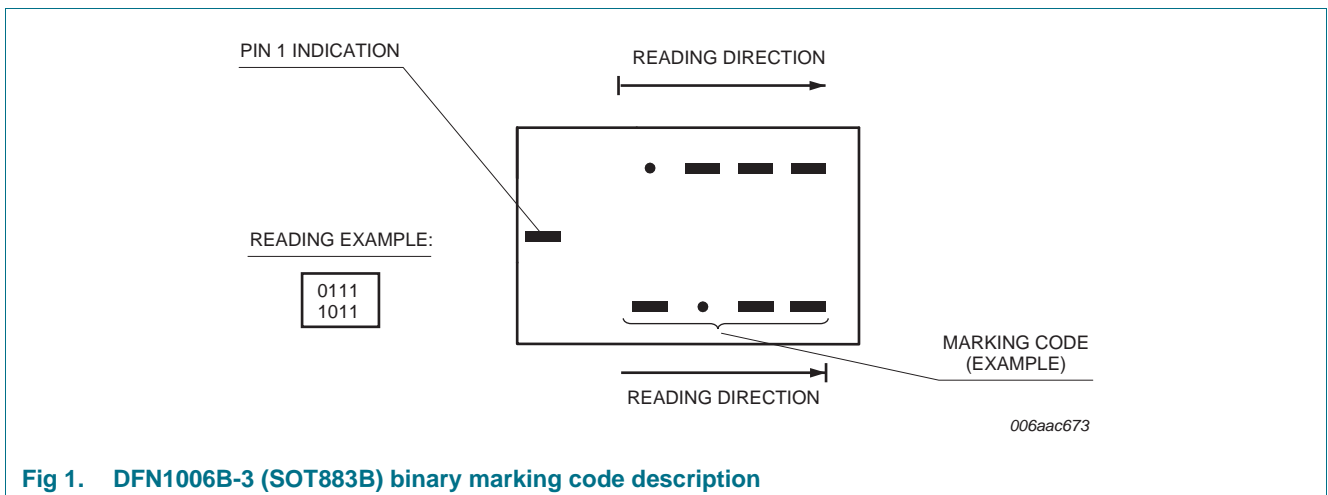 PIN 1 INDICATION
READING DIRECTION
READING EXAMPLE:
0111
1011
MARKING CODE
(EXAMPLE)
READING DIRECTION
006aac673
Fig 1. DFN1006B-3 (SOT883B) binary marking code description